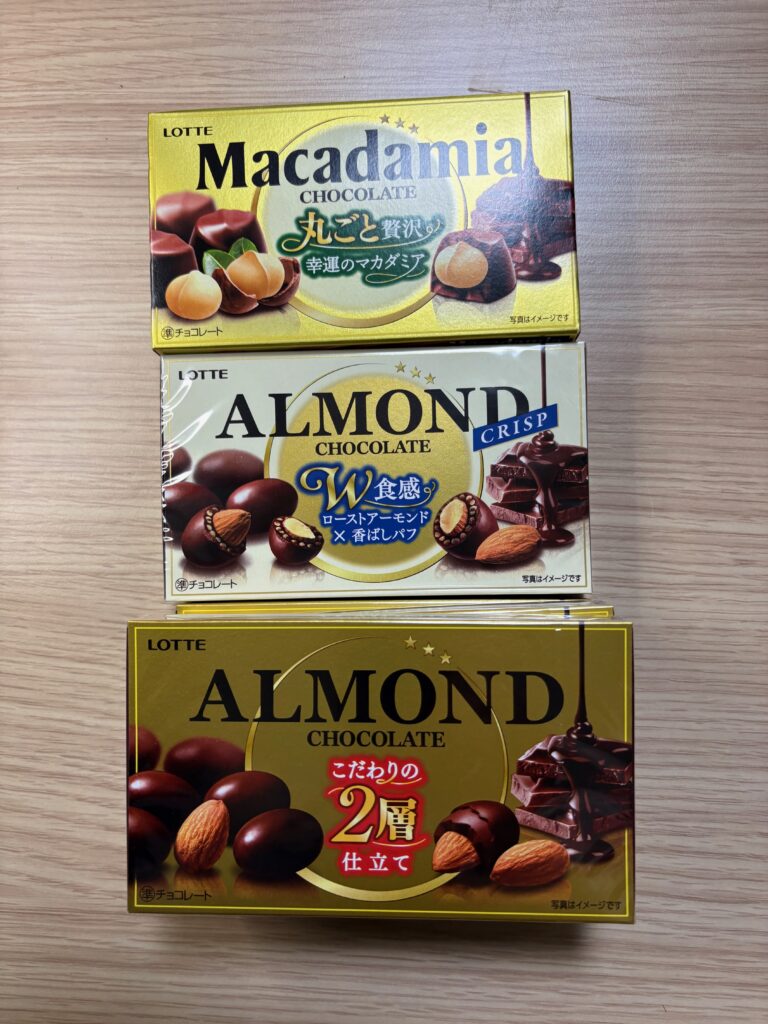 LOTTE
Macadamia
CHOCOLATE
丸ごと贅沢
幸運のマカダミア
準チョコレート
写真はイメージです
LOTTE
ALMOND
CRISP
CHOCOLATE
W食感
ローストアーモンド
×香ばしパフ
準チョコレート
写真はイメージです
LOTTE
ALMOND
CHOCOLATE
こだわりの
2層
仕立て
準チョコレート
写真はイメージです